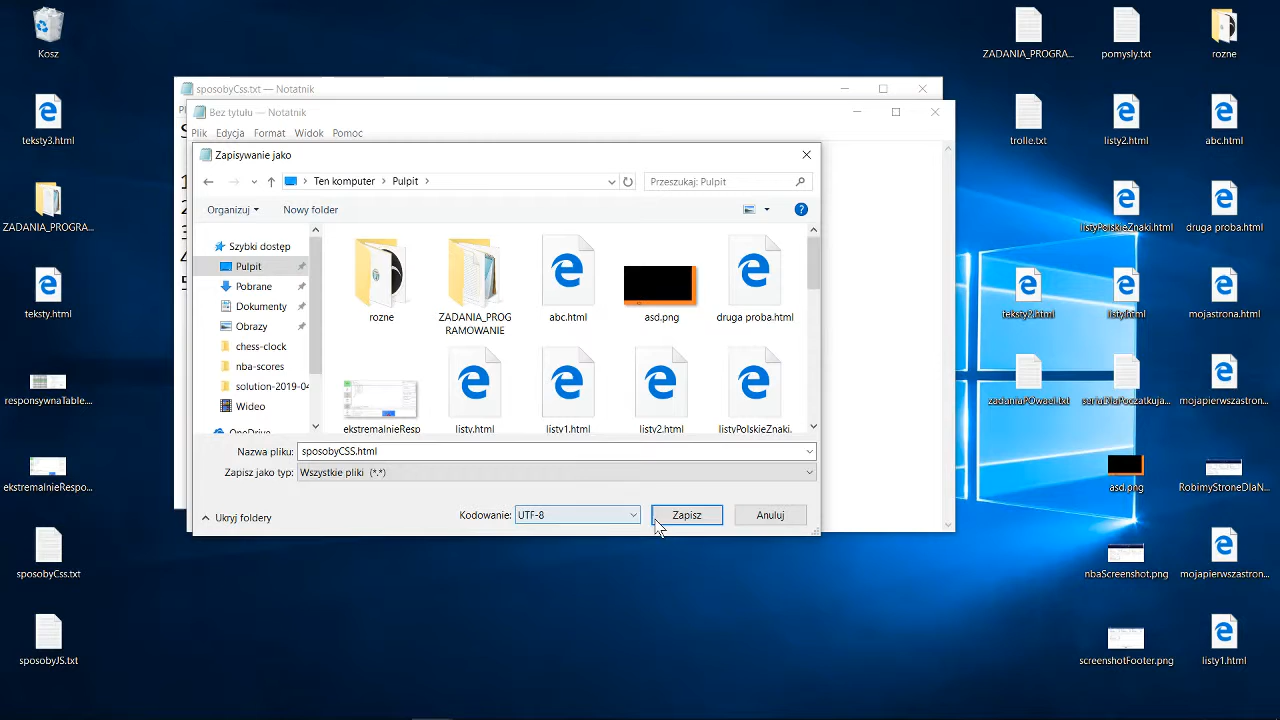 Kosz
teksty3.html
ZADANIA_PROGRA...
teksty.html
responsywnaTable....
ekstremalnieRespo...
sposobyCss.txt
sposobyJS.txt
sposobyCss.txt — Notatnik
Bez tytułu — Notatnik
Plik Edycja Format Widok Pomoc
Zapisywanie jako
Ten komputer Pulpit
Przeszukaj: Pulpit
Organizuj New folder
Szybki dostęp
Pulpit
Pobrane
Dokumenty
Obrazy
chess-clock
nba-scores
solution-2019-04
Wideo
OneDrive
rozne
ZADANIA_PROG
RAMOWANIE
abc.html
asd.png
druga proba.html
ekstremalnieResp
listy.html
listy1.html
listy2.html
listyPolskieZnaki.
Nazwa pliku: sposobyCSS.html
Zapisz jako typ: Wszystkie pliki (*.*)
Ukryj foldery
Kodowanie: UTF-8
Zapisz
Anuluj
ZADANIA_PROGRA...
pomysly.txt
rozne
trolle.txt
listy2.html
abc.html
listyPolskieZnaki.html
druga proba.html
teksty2.html
listy.html
mojastrona.html
zadaniaPOwaeI.txt
seriaDlaPoczatkuja...
mojapierwszastron...
asd.png
RobimyStroneDlaN...
nbaScreenshot.png
mojapierwszastron...
screenshotFooter.png
listy1.html